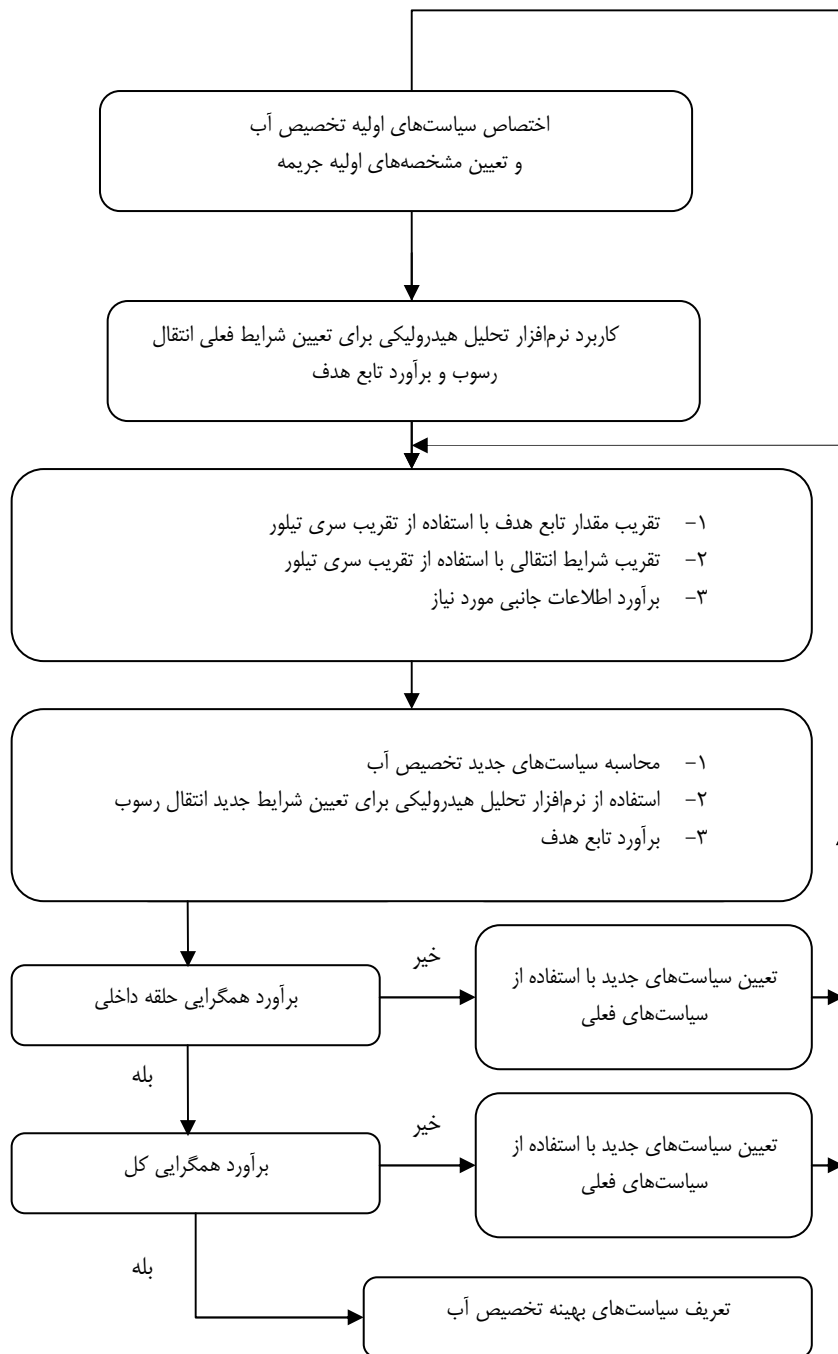 اختصاص سیاست‌های اولیه تخصیص آب
و تعیین مشخصه‌های اولیه جریمه
کاربرد نرم‌افزار تحلیل هیدرولیکی برای تعیین شرایط فعلی انتقال
رسوب و برآورد تابع هدف
۱- تقریب مقدار تابع هدف با استفاده از تقریب سری تیلور
۲- تقریب شرایط انتقالی با استفاده از تقریب سری تیلور
۳- برآورد اطلاعات جانبی مورد نیاز
۱- محاسبه سیاست‌های جدید تخصیص آب
۲- استفاده از نرم‌افزار تحلیل هیدرولیکی برای تعیین شرایط جدید انتقال رسوب
۳- برآورد تابع هدف
برآورد همگرایی حلقه داخلی
خیر
تعیین سیاست‌های جدید با استفاده از
سیاست‌های فعلی
بله
برآورد همگرایی کل
خیر
تعیین سیاست‌های جدید با استفاده از
سیاست‌های فعلی
بله
تعریف سیاست‌های بهینه تخصیص آب